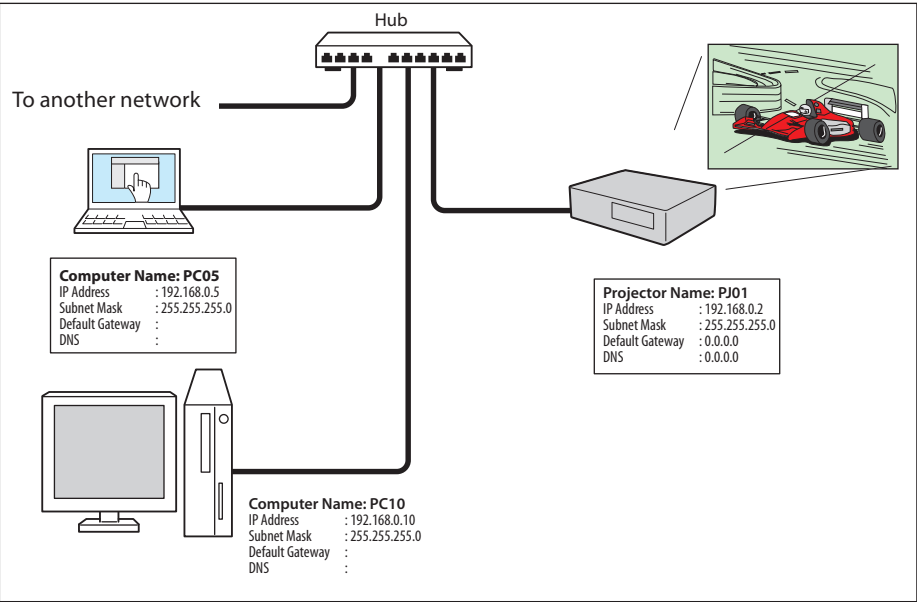 Hub
To another network
Computer Name: PC05
IP Address : 192.168.0.5
Subnet Mask : 255.255.255.0
Default Gateway :
DNS :
Projector Name: PJ01
IP Address : 192.168.0.2
Subnet Mask : 255.255.255.0
Default Gateway : 0.0.0.0
DNS : 0.0.0.0
Computer Name: PC10
IP Address : 192.168.0.10
Subnet Mask : 255.255.255.0
Default Gateway :
DNS :